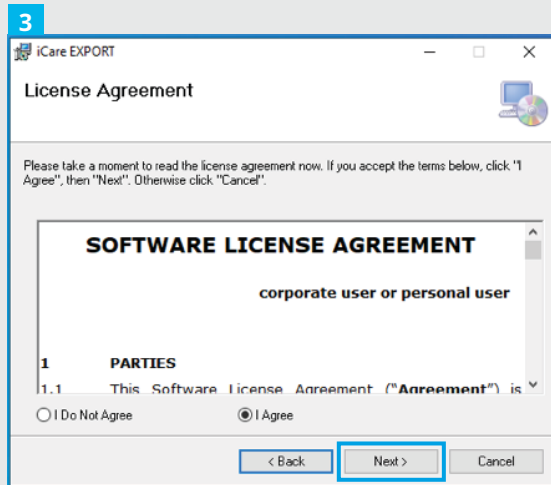 3
iCare EXPORT
License Agreement
Please take a moment to read the license agreement now. If you accept the terms below, click "I
Agree", then "Next". Otherwise click "Cancel".
SOFTWARE LICENSE AGREEMENT
corporate user or personal user
1 PARTIES
1.1 This Software License Agreement ("Agreement") is
I Do Not Agree I Agree
< Back Next > Cancel